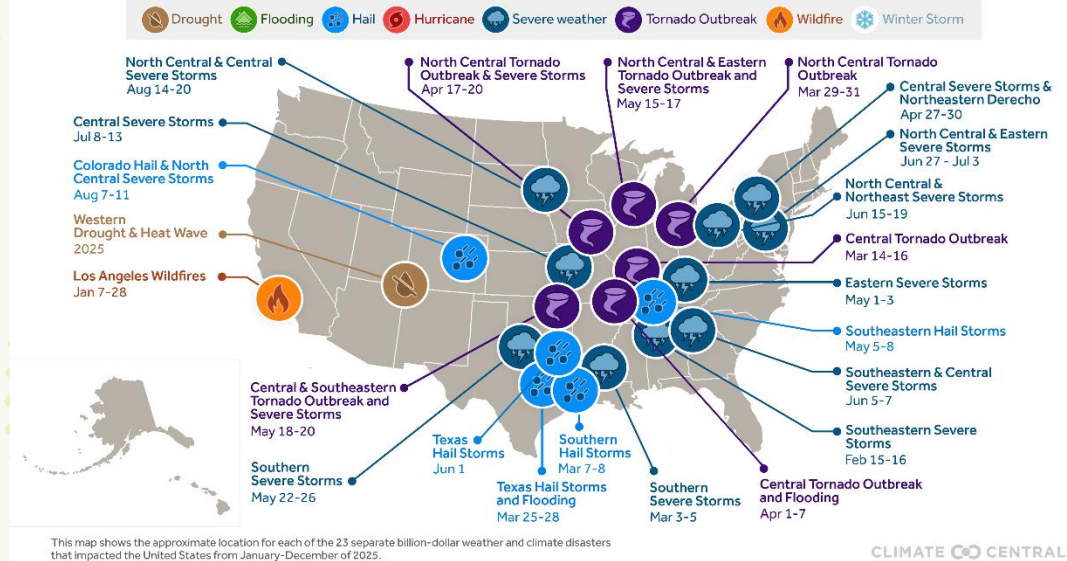 Drought
Flooding
Hail
Hurricane
Severe weather
Tornado Outbreak
Wildfire
Winter Storm
North Central & Central
Severe Storms
Aug 14-20
North Central Tornado
Outbreak & Severe Storms
Apr 17-20
North Central & Eastern
Tornado Outbreak and
Severe Storms
May 15-17
North Central Tornado
Outbreak
Mar 29-31
Central Severe Storms &
Northeastern Derecho
Apr 27-30
Central Severe Storms
Jul 8-13
North Central & Eastern
Severe Storms
Jun 27 - Jul 3
Colorado Hail & North
Central Severe Storms
Aug 7-11
North Central &
Northeast Severe Storms
Jun 15-19
Western
Drought & Heat Wave
2025
Central Tornado Outbreak
Mar 14-16
Los Angeles Wildfires
Jan 7-28
Eastern Severe Storms
May 1-3
Southeastern Hail Storms
May 5-8
Southeastern & Central
Severe Storms
Jun 5-7
Central & Southeastern
Tornado Outbreak and
Severe Storms
May 18-20
Southeastern Severe
Storms
Feb 15-16
Texas
Hail Storms
Jun 1
Southern
Hail Storms
Mar 7-8
Southern
Severe Storms
May 22-26
Texas Hail Storms
and Flooding
Mar 25-28
Southern
Severe Storms
Mar 3-5
Central Tornado Outbreak
and Flooding
Apr 1-7
This map shows the approximate location for each of the 23 separate billion-dollar weather and climate disasters
that impacted the United States from January-December of 2025.
CLIMATE CENTRAL